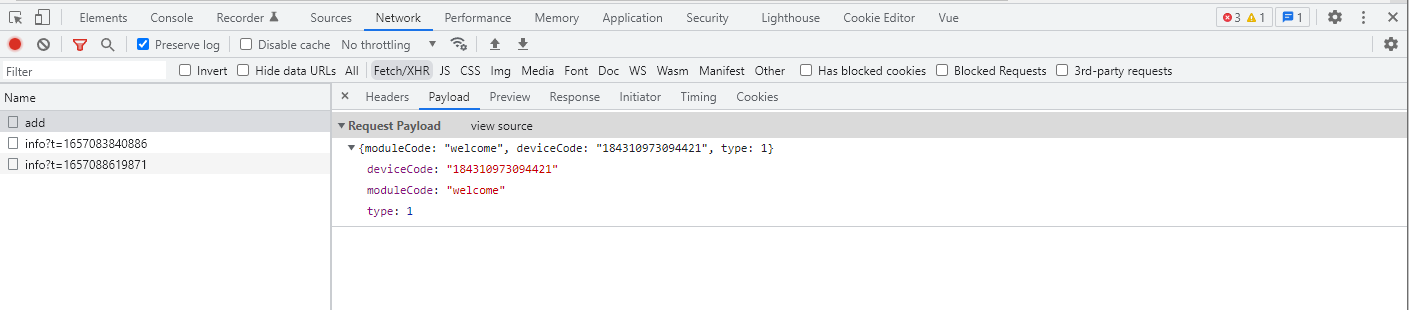 Elements Console Recorder Sources Network Performance Memory Application Security Lighthouse Cookie Editor Vue 3 1 1
Preserve log Disable cache No throttling
Filter Invert Hide data URLs All Fetch/XHR JS CSS Img Media Font Doc WS Wasm Manifest Other Has blocked cookies Blocked Requests 3rd-party requests
Name
Headers Payload Preview Response Initiator Timing Cookies
add
info?t=1657083840886
info?t=1657088619871
Request Payload view source
{moduleCode: "welcome", deviceCode: "184310973094421", type: 1}
deviceCode: "184310973094421"
moduleCode: "welcome"
type: 1